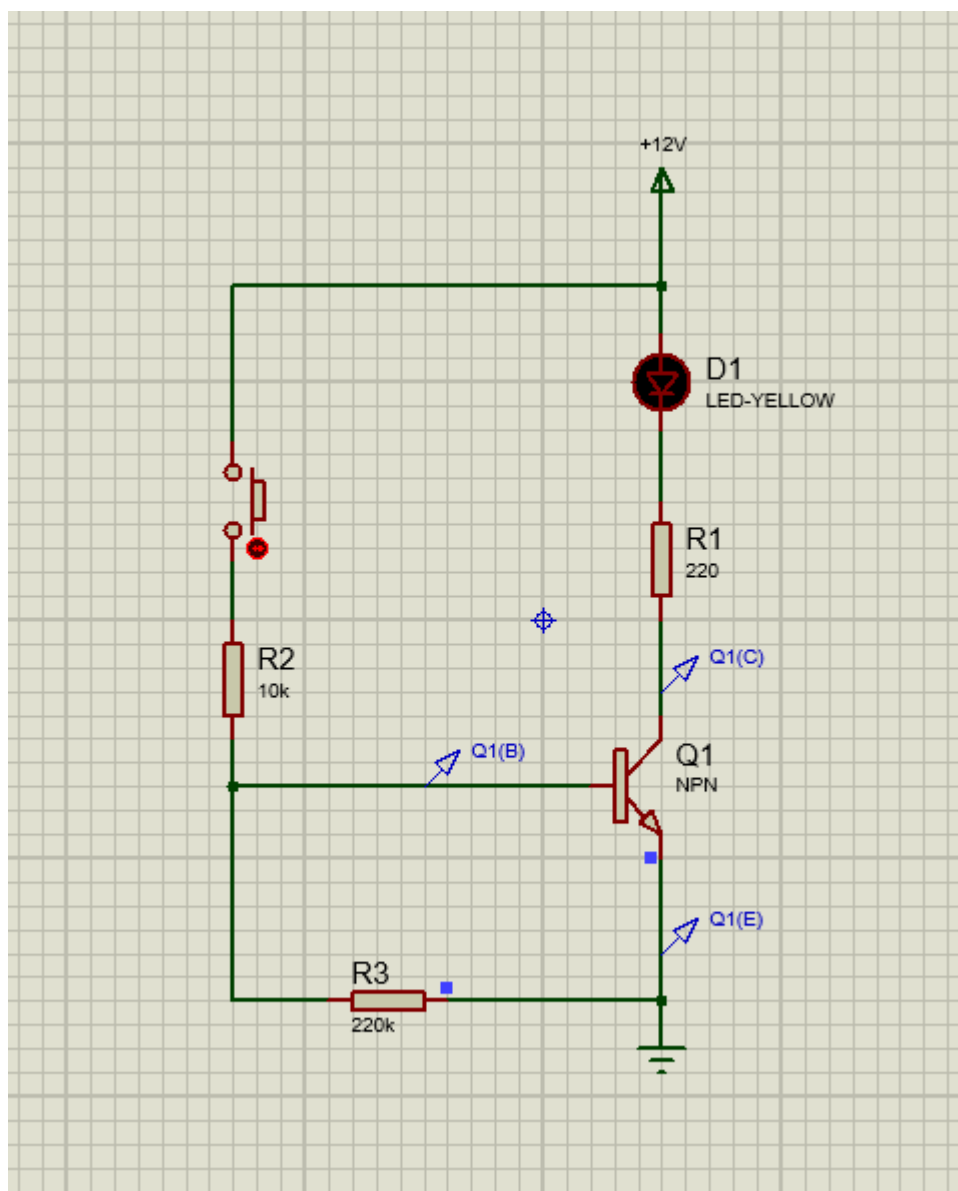 +12V
D1
LED-YELLOW
R1
220
R2
10k
Q1(C)
Q1(B)
Q1
NPN
Q1(E)
R3
220k